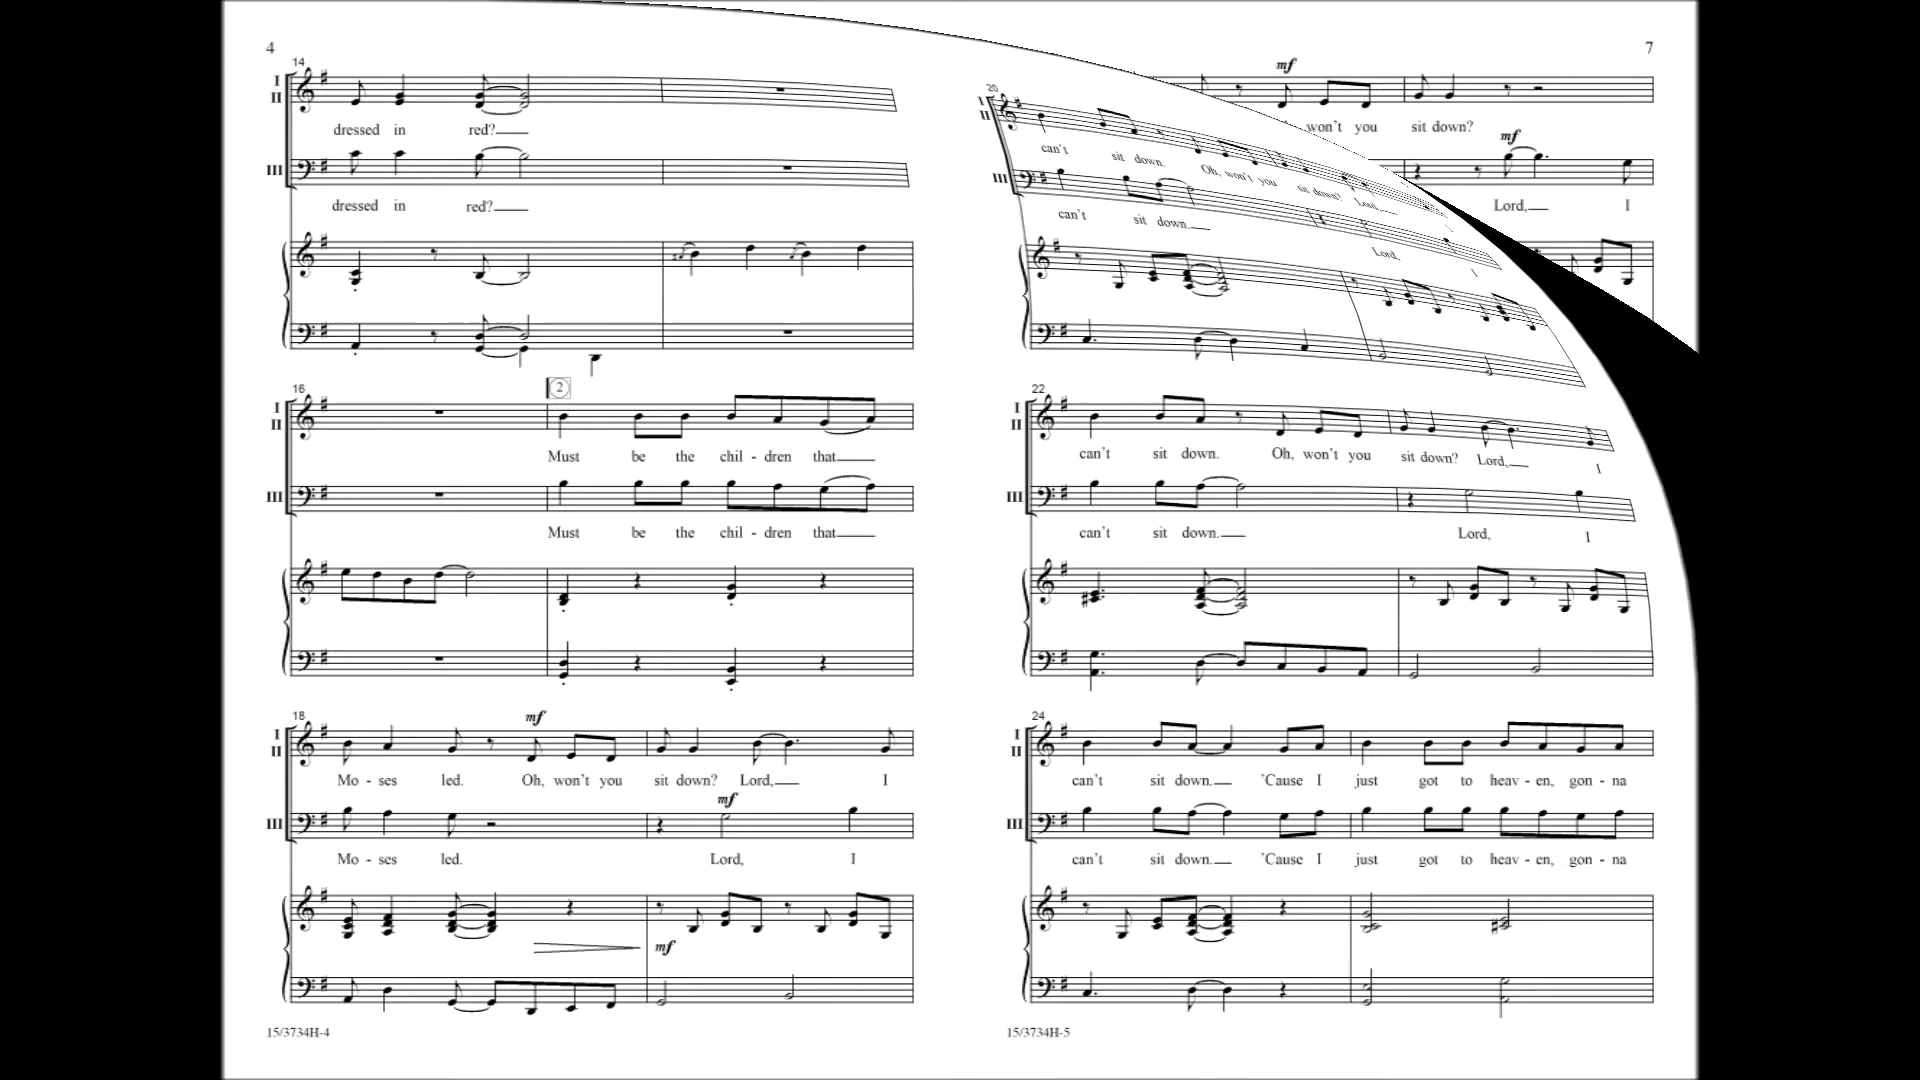 4
14
I
II
dressed in red?
III
dressed in red?
16
2
I
II
Must be the chil - dren that
III
Must be the chil - dren that
18
mf
I
II
Mo - ses led. Oh, won't you sit down? Lord, I
mf
III
Mo - ses led. Lord, I
mf
15/3734H-4
20
I
II
can't sit down. Oh, won't you sit down? Lord,
III
can't sit down. Lord, I
22
I
II
can't sit down. Oh, won't you sit down? Lord, I
III
can't sit down. Lord, I
24
I
II
can't sit down. 'Cause I just got to heav - en, gon - na
III
can't sit down. 'Cause I just got to heav - en, gon - na
15/3734H-5
7
mf
won't you sit down?
mf
Lord, I